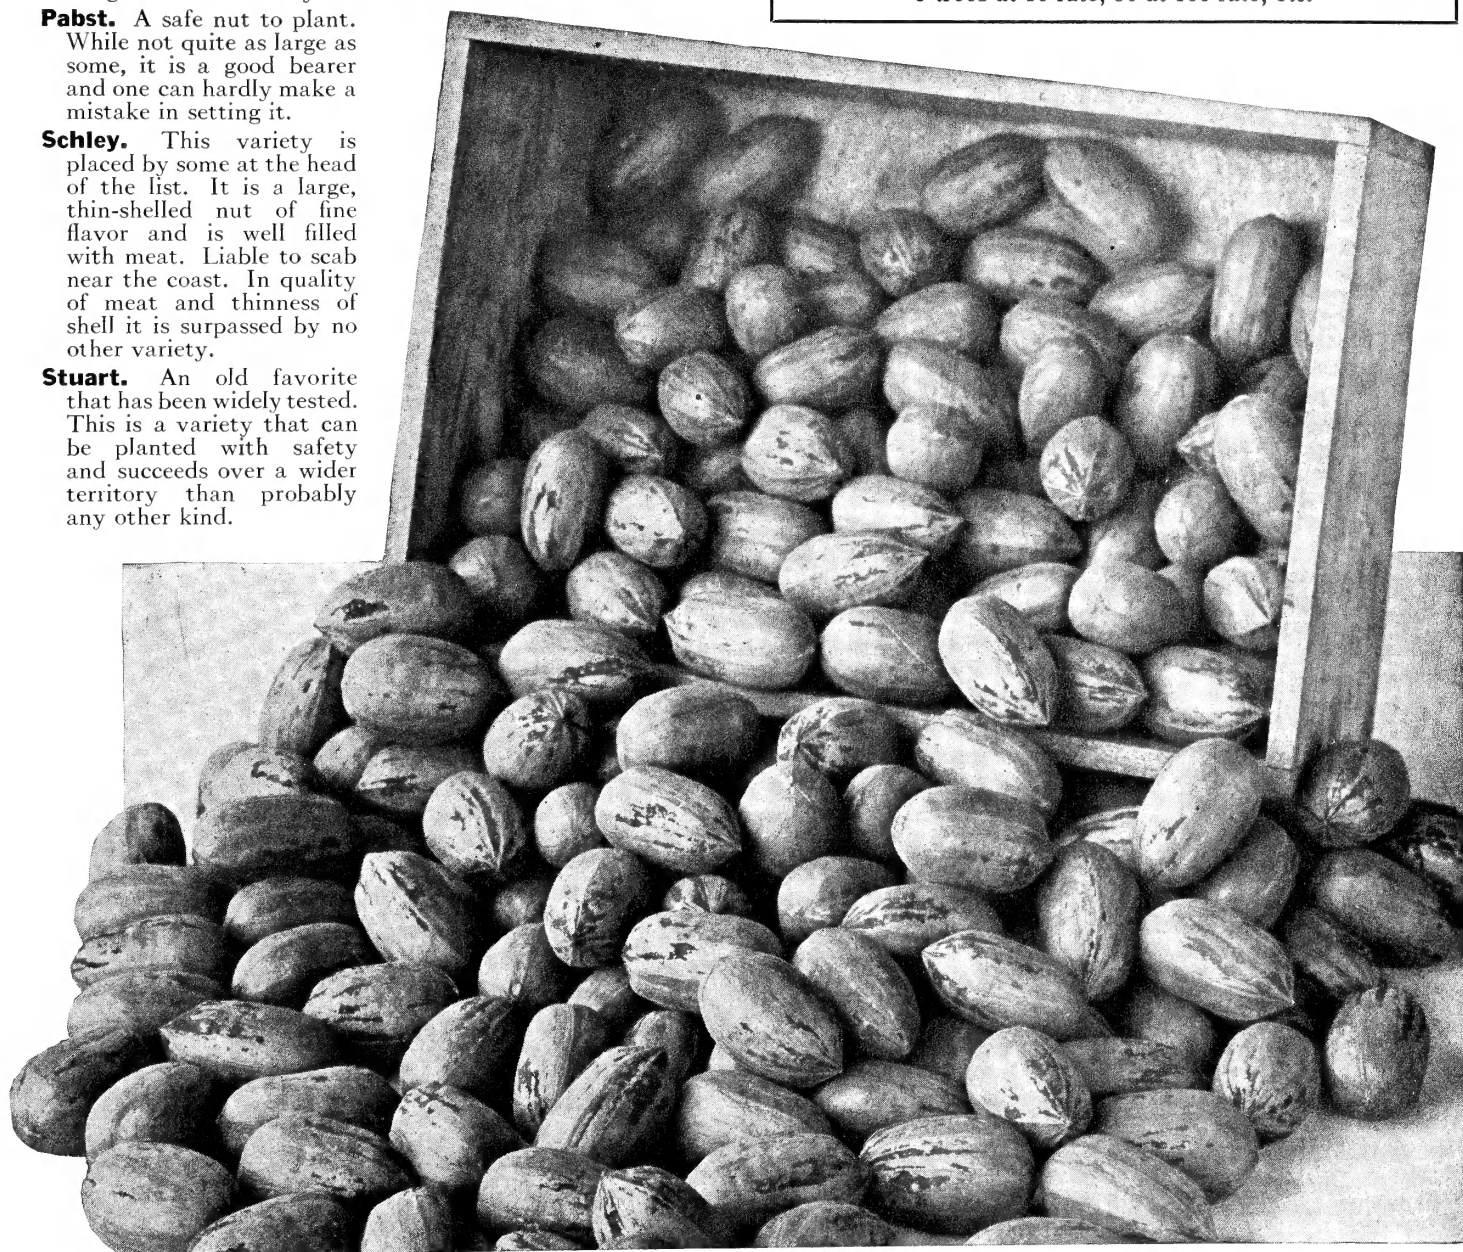 Pabst. A safe nut to plant.
While not quite as large as
some, it is a good bearer
and one can hardly make a
mistake in setting it.
Schley. This variety is
placed by some at the head
of the list. It is a large,
thin-shelled nut of fine
flavor and is well filled
with meat. Liable to scab
near the coast. In quality
of meat and thinness of
shell it is surpassed by no
other variety.
Stuart. An old favorite
that has been widely tested.
This is a variety that can
be planted with safety
and succeeds over a wider
territory than probably
any other kind.